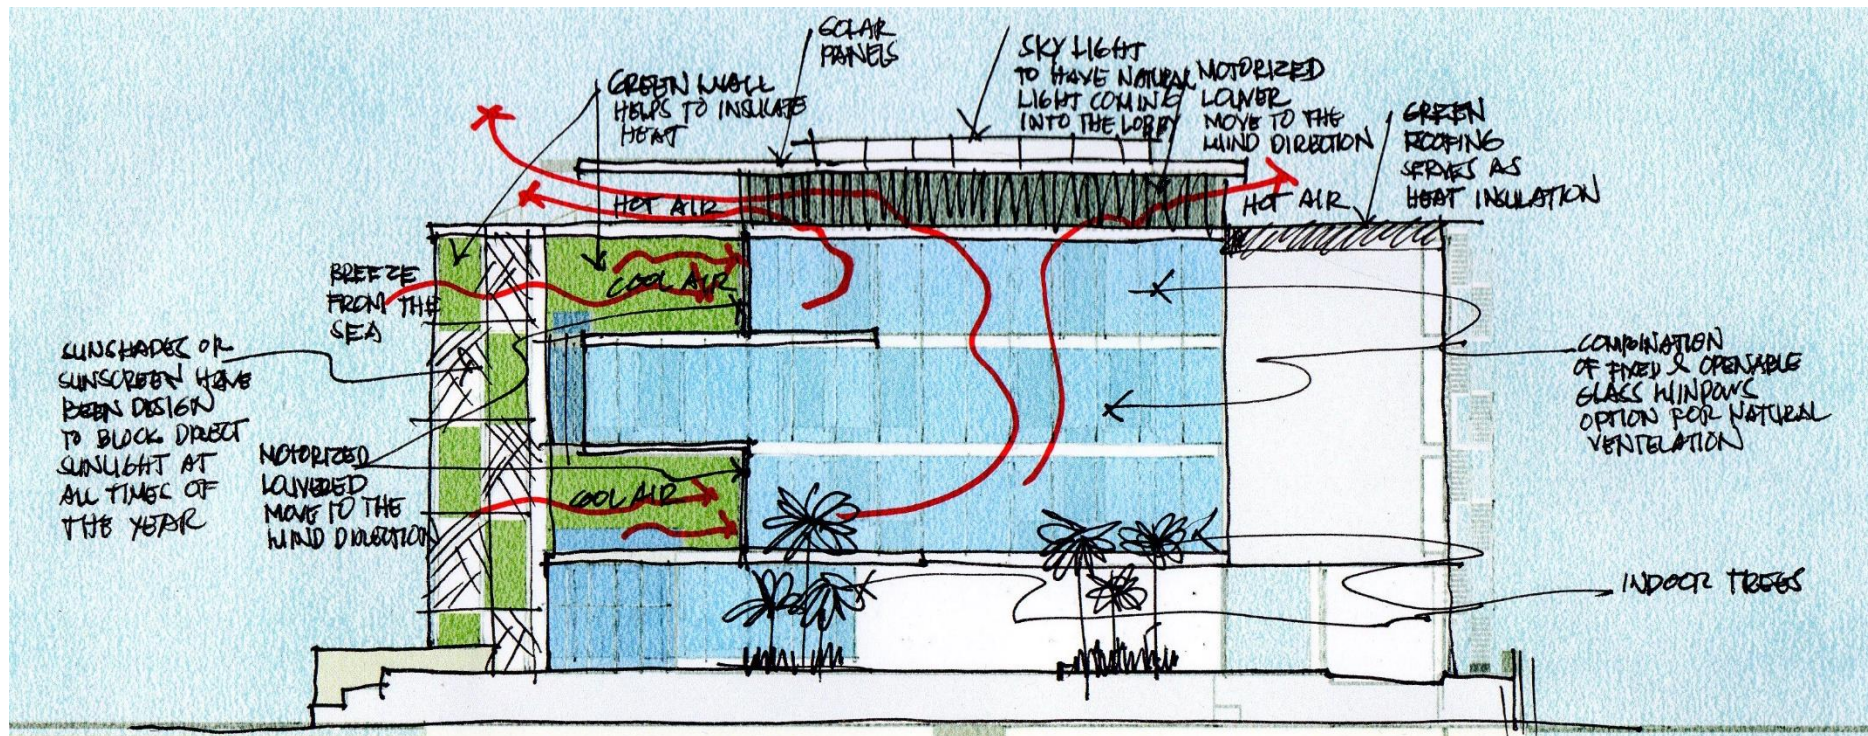 SOLAR
PANELS
SKY LIGHT
TO HAVE NATURAL
LIGHT COMING
INTO THE LOBBY
MOTORIZED
LOUVER
MOVE TO THE
WIND DIRECTION
GREEN WALL
HELPS TO INSULATE
HEAT
GREEN
ROOFING
SERVES AS
HEAT INSULATION
HOT AIR
HOT AIR
BREEZE
FROM THE
SEA
COOL AIR
SUNSHADES OR
SUNSCREEN HAVE
BEEN DESIGN
TO BLOCK DIRECT
SUNLIGHT AT
ALL TIMES OF
THE YEAR
MOTORIZED
LOUVERED
MOVE TO THE
WIND DIRECTION
COOL AIR
COMBINATION
OF FIXED & OPENABLE
GLASS WINDOWS
OPTION FOR NATURAL
VENTELATION
INDOOR TREES